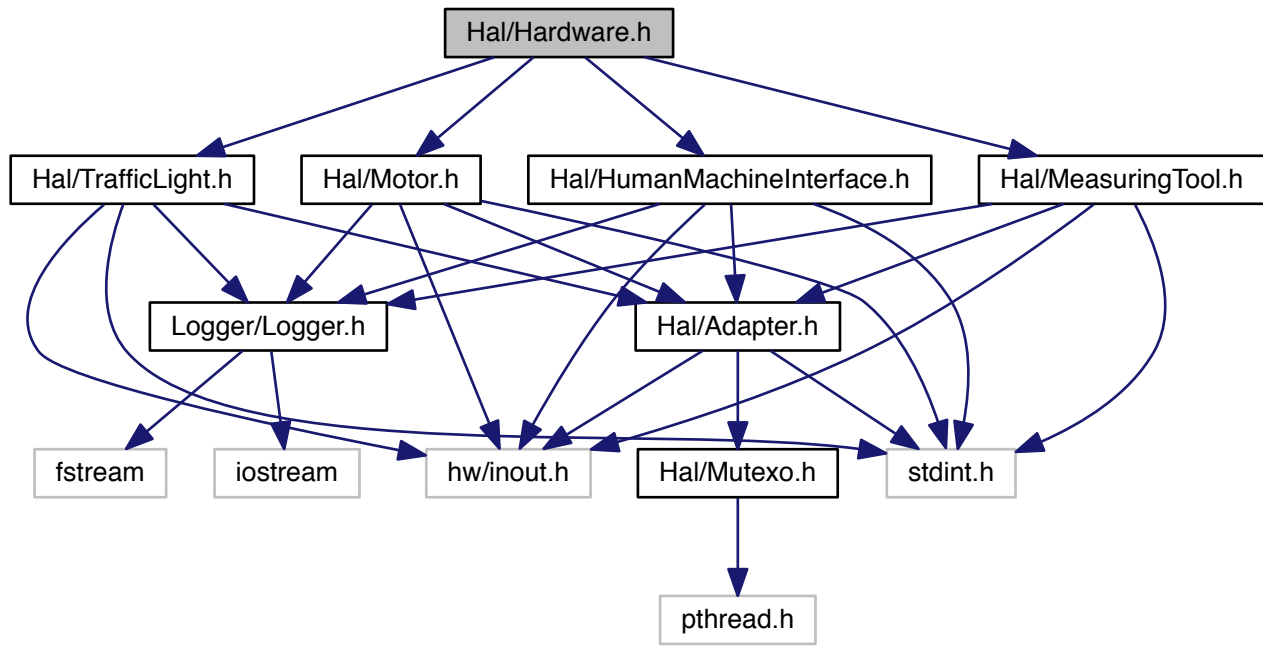 Hal/Hardware.h
Hal/TrafficLight.h
Hal/Motor.h
Hal/HumanMachineInterface.h
Hal/MeasuringTool.h
Logger/Logger.h
Hal/Adapter.h
fstream
iostream
hw/inout.h
Hal/Mutexo.h
stdint.h
pthread.h